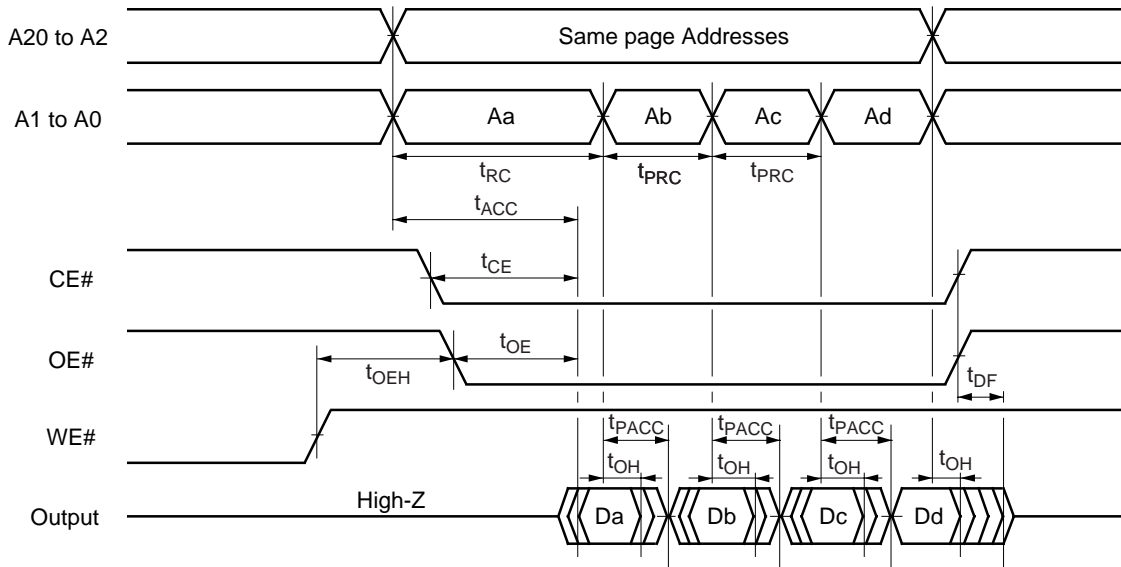 A20 to A2
Same page Addresses
A1 to A0
Aa
Ab
Ac
Ad
tRC
tPRC
tPRC
tACC
CE#
tCE
OE#
tOEH
tOE
tDF
WE#
tPACC
tPACC
tPACC
tOH
tOH
tOH
tOH
Output
High-Z
Da
Db
Dc
Dd